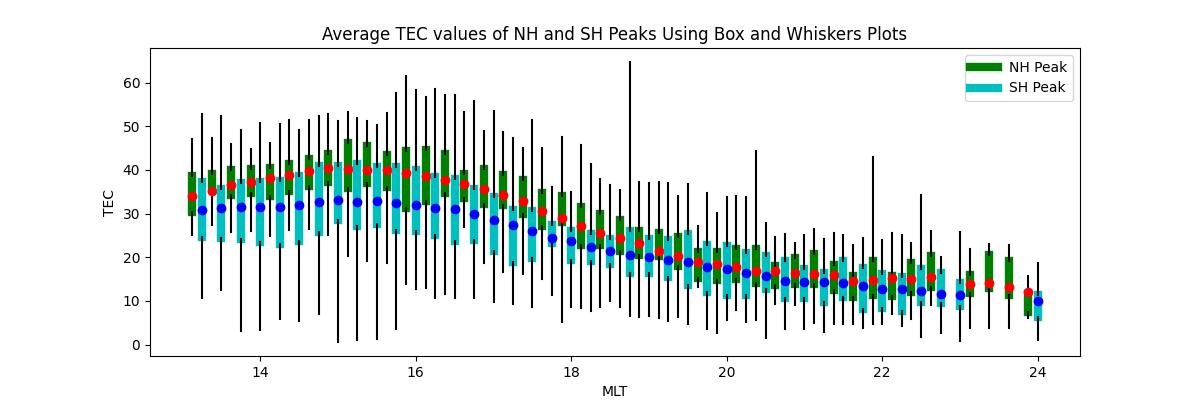 Average TEC values of NH and SH Peaks Using Box and Whiskers Plots
NH Peak
SH Peak
TEC
60
50
40
30
20
10
0
14 16 18 20 22 24
MLT